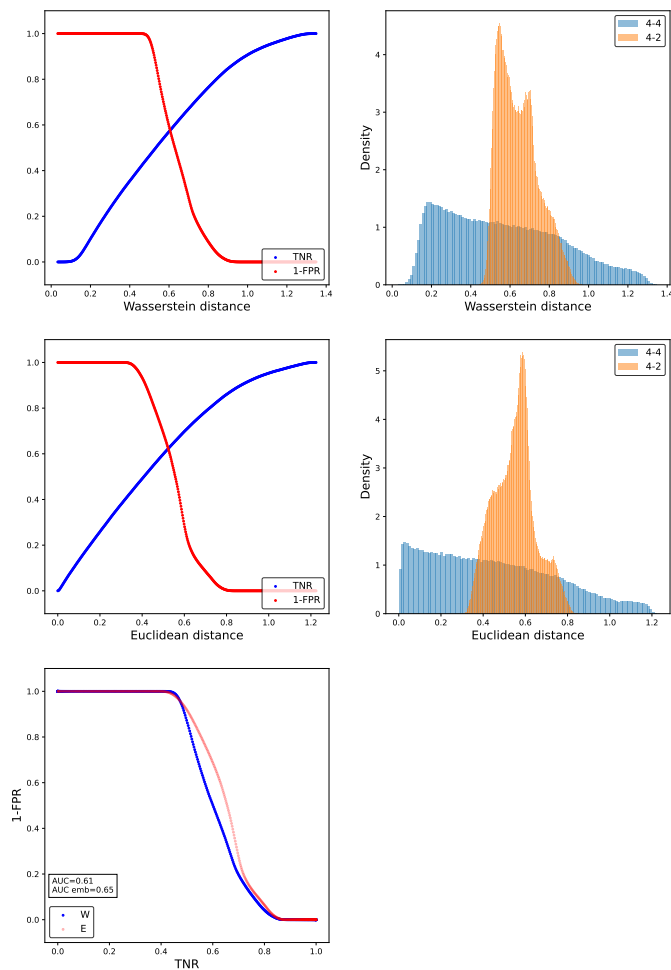 1.0
0.8
0.6
0.4
0.2
0.0
0.0 0.2 0.4 0.6 0.8 1.0 1.2 1.4
Wasserstein distance
TNR
1-FPR
Density
4
3
2
1
0
0.0 0.2 0.4 0.6 0.8 1.0 1.2 1.4
Wasserstein distance
4-4
4-2
1.0
0.8
0.6
0.4
0.2
0.0
0.0 0.2 0.4 0.6 0.8 1.0 1.2
Euclidean distance
TNR
1-FPR
Density
5
4
3
2
1
0
0.0 0.2 0.4 0.6 0.8 1.0 1.2
Euclidean distance
4-4
4-2
1-FPR
1.0
0.8
0.6
0.4
0.2
0.0
AUC=0.61
AUC emb=0.65
W
E
0.0 0.2 0.4 0.6 0.8 1.0
TNR